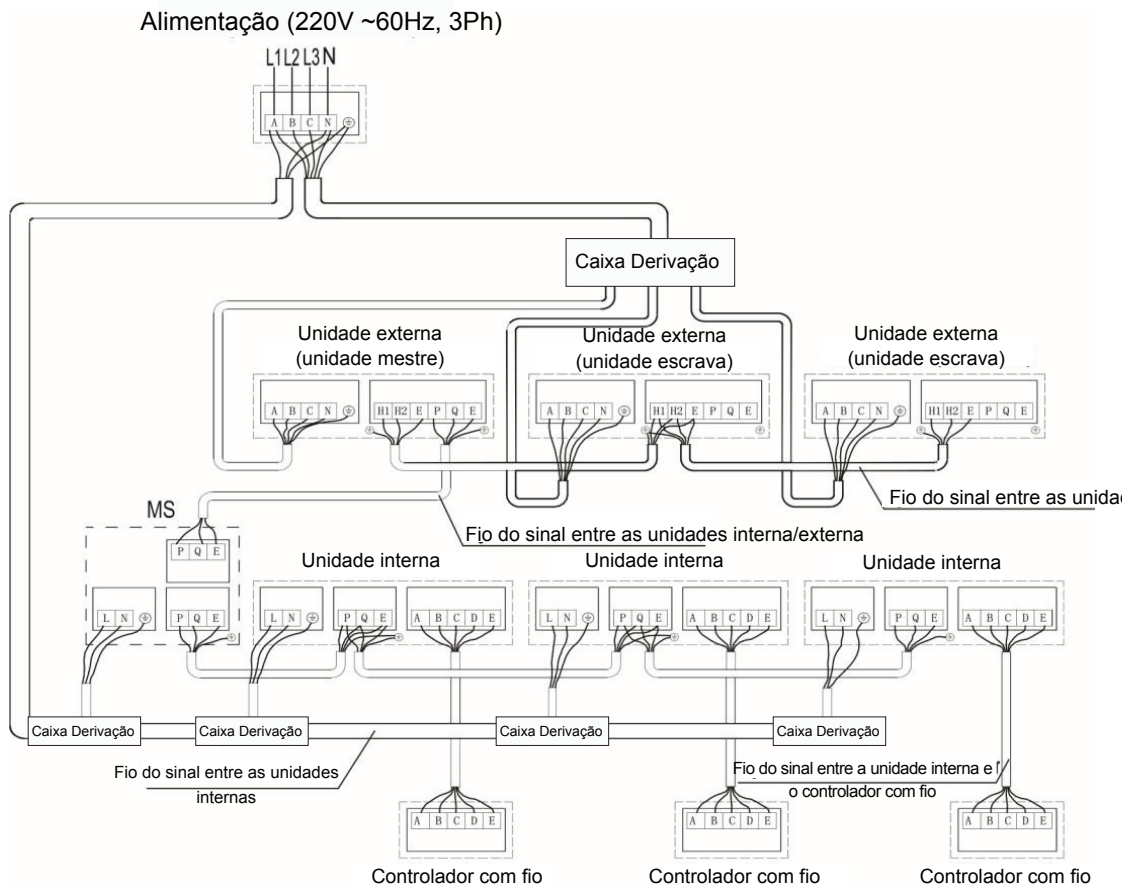 Alimentação (220V ~60Hz, 3Ph)
L1 L2 L3 N
A B C N
Caixa Derivação
Unidade externa
(unidade mestre)
Unidade externa
(unidade escrava)
Unidade externa
(unidade escrava)
A B C N
H1 H2 E P Q E
A B C N
H1 H2 E P Q E
A B C N
H1 H2 E P Q E
Fio do sinal entre as
MS
Fio do sinal entre as unidades interna/externa
P Q E
Unidade interna
Unidade interna
Unidade interna
L N
P Q E
L N
P Q E
A B C D E
L N
P Q E
A B C D E
L N
P Q E
A B C D E
Caixa Derivação
Caixa Derivação
Caixa Derivação
Caixa Derivação
Fio do sinal entre as unidades
internas
Fio do sinal entre a unidade interna e
o controlador com fio
A B C D E
A B C D E
A B C D E
Controlador com fio
Controlador com fio
Controlador com fio